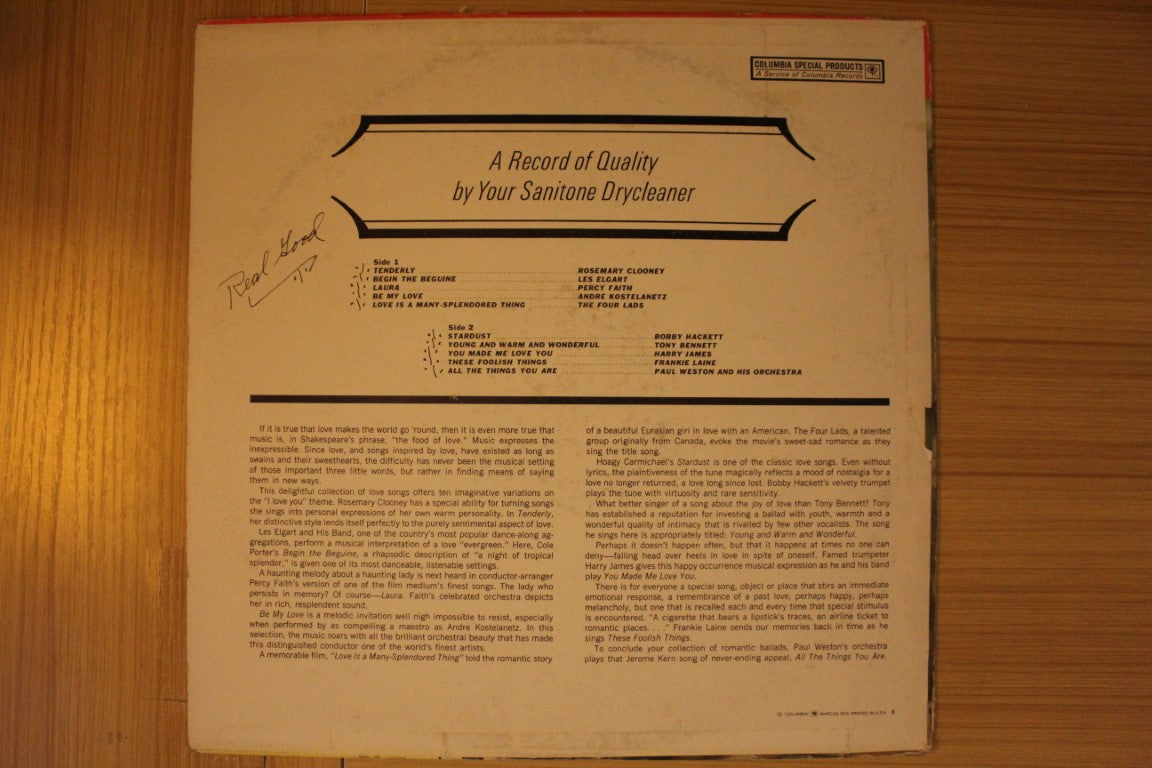 COLUMBIA SPECIAL PRODUCTS
A Service of Columbia Records
A Record of Quality
by Your Sanitone Drycleaner
Real Good
Side 1
TENDERLY ROSEMARY CLOONEY
BEGIN THE BEGUINE LES ELGART
LAURA PERCY FAITH
BE MY LOVE ANDRE KOSTELANETZ
LOVE IS A MANY-SPLENDORED THING THE FOUR LADS
Side 2
STARDUST BOBBY HACKETT
YOUNG AND WARM AND WONDERFUL TONY BENNETT
YOU MADE ME LOVE YOU HARRY JAMES
THESE FOOLISH THINGS FRANKIE LAINE
ALL THE THINGS YOU ARE PAUL WESTON AND HIS ORCHESTRA
If it is true that love makes the world go 'round, then it is even more true that
music is, in Shakespeare's phrase, "the food of love." Music expresses the
inexpressible. Since love, and songs inspired by love, have existed as long as
swains and their sweethearts, the difficulty has never been the musical setting
of those important three little words, but rather in finding means of saying
them in new ways.
This delightful collection of love songs offers ten imaginative variations on
the "I love you" theme. Rosemary Clooney has a special ability for turning songs
she sings into personal expressions of her own warm personality. In Tenderly,
her distinctive style lends itself perfectly to the purely sentimental aspect of love.
Les Elgart and His Band, one of the country's most popular dance-along ag-
gregations, perform a musical interpretation of a love "evergreen." Here, Cole
Porter's Begin the Beguine, a rhapsodic description of "a night of tropical
splendor," is given one of its most danceable, listenable settings.
A haunting melody about a haunting lady is next heard in conductor-arranger
Percy Faith's version of one of the film medium's finest songs. The lady who
persists in memory? Of course—Laura. Faith's celebrated orchestra depicts
her in rich, resplendent sound.
Be My Love is a melodic invitation well nigh impossible to resist, especially
when performed by as compelling a maestro as Andre Kostelanetz. In this
selection, the music soars with all the brilliant orchestral beauty that has made
this distinguished conductor one of the world's finest artists.
A memorable film, "Love Is a Many-Splendored Thing" told the romantic story
of a beautiful Eurasian girl in love with an American. The Four Lads, a talented
group originally from Canada, evoke the movie's sweet-sad romance as they
sing the title song.
Hoagy Carmichael's Stardust is one of the classic love songs. Even without
lyrics, the plaintiveness of the tune magically reflects a mood of nostalgia for a
love no longer returned, a love long since lost. Bobby Hackett's velvety trumpet
plays the tune with virtuosity and rare sensitivity.
What better singer of a song about the joy of love than Tony Bennett? Tony
has established a reputation for investing a ballad with youth, warmth and a
wonderful quality of intimacy that is rivalled by few other vocalists. The song
he sings here is appropriately titled: Young and Warm and Wonderful.
Perhaps it doesn't happen often, but that it happens at times no one can
deny—falling head over heels in love in spite of oneself. Famed trumpeter
Harry James gives this happy occurrence musical expression as he and his band
play You Made Me Love You.
There is for everyone a special song, object or place that stirs an immediate
emotional response, a remembrance of a past love, perhaps happy, perhaps
melancholy, but one that is recalled each and every time that special stimulus
is encountered. "A cigarette that bears a lipstick's traces, an airline ticket to
romantic places. . . ." Frankie Laine sends our memories back in time as he
sings These Foolish Things.
To conclude your collection of romantic ballads, Paul Weston's orchestra
plays that Jerome Kern song of never-ending appeal, All The Things You Are.
© "COLUMBIA" MARCAS REG. PRINTED IN U.S.A. 3